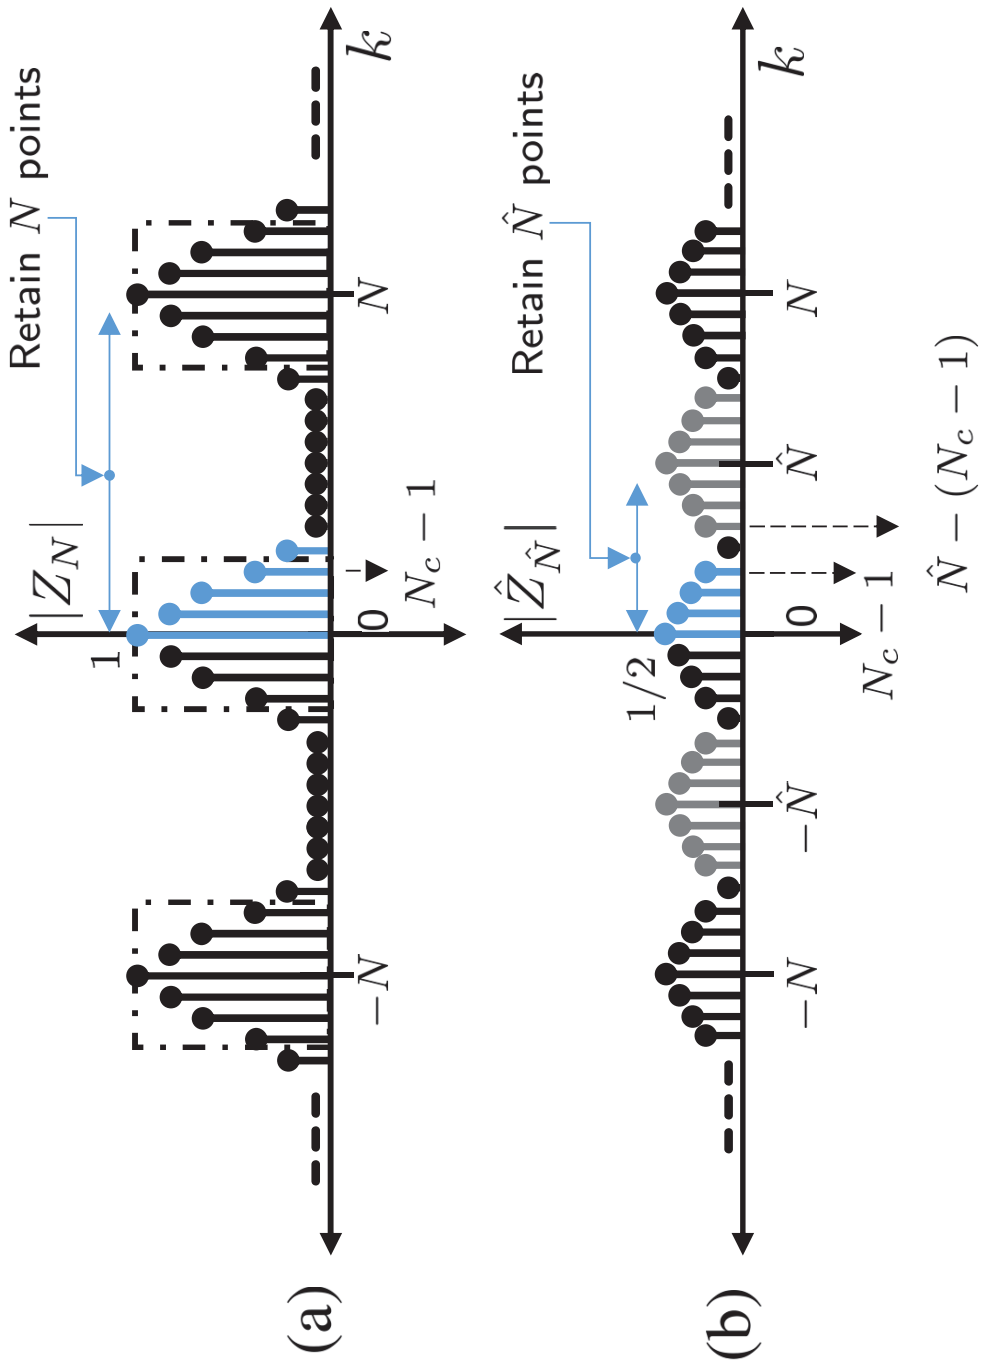 (a)
|Z_N|
1
Retain N points
−N
0
N_c − 1
N
k
(b)
|Ẑ_N̂|
1/2
Retain N̂ points
−N
−N̂
0
N̂
N
k
N_c − 1
N̂ − (N_c − 1)